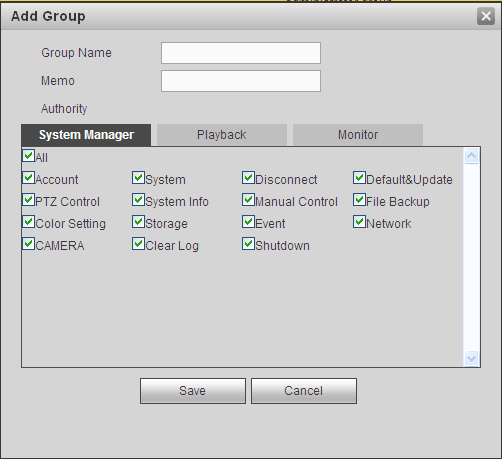 Add Group
Group Name
Memo
Authority
System Manager Playback Monitor
All
Account System Disconnect Default&Update
PTZ Control System Info Manual Control File Backup
Color Setting Storage Event Network
CAMERA Clear Log Shutdown
Save Cancel